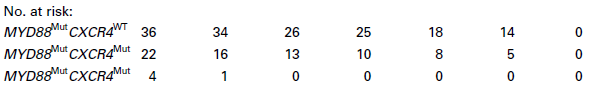 No. at risk:
MYD88Mut CXCR4WT 36 34 26 25 18 14 0
MYD88Mut CXCR4Mut 22 16 13 10 8 5 0
MYD88Mut CXCR4Mut 4 1 0 0 0 0 0